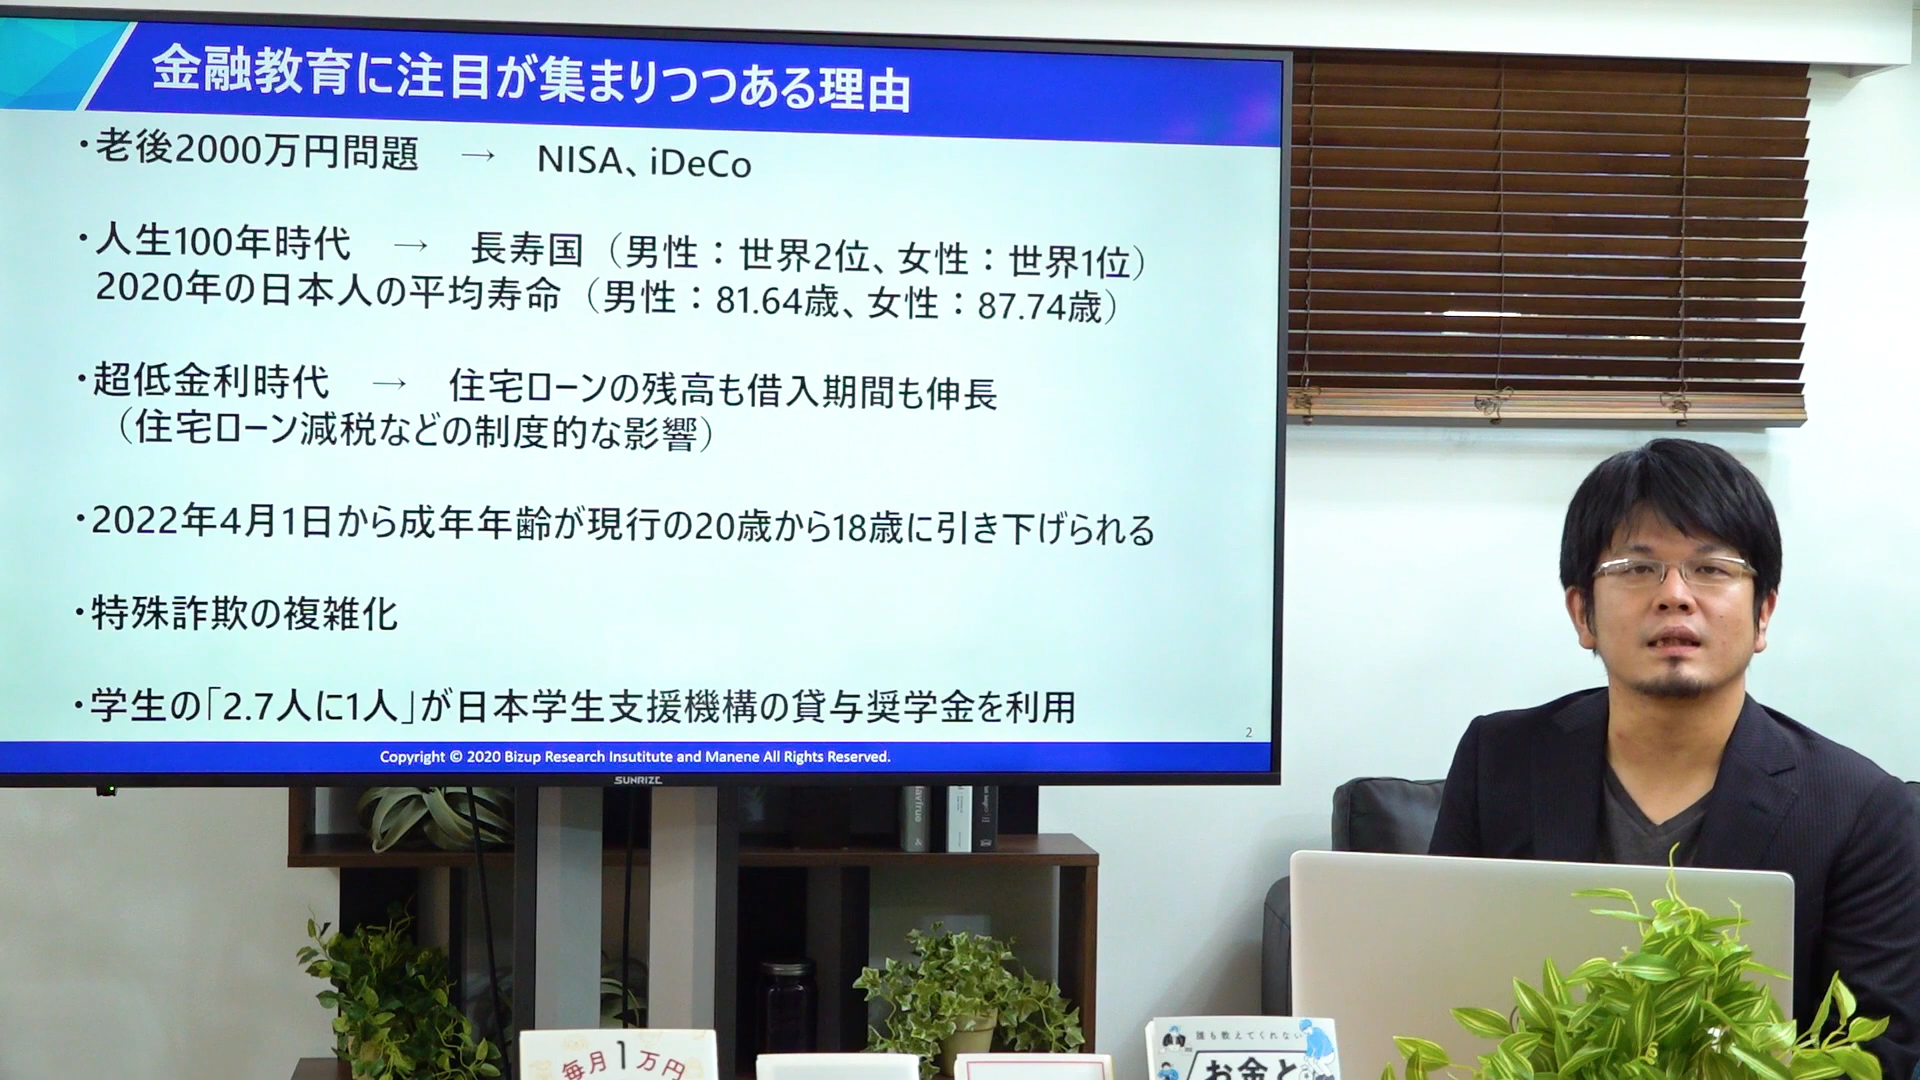 金融教育に注目が集まりつつある理由
・老後2000万円問題　→　NISA、iDeCo
・人生100年時代　→　長寿国（男性：世界2位、女性：世界1位）
2020年の日本人の平均寿命（男性：81.64歳、女性：87.74歳）
・超低金利時代　→　住宅ローンの残高も借入期間も伸長
（住宅ローン減税などの制度的な影響）
・2022年4月1日から成年年齢が現行の20歳から18歳に引き下げられる
・特殊詐欺の複雑化
・学生の「2.7人に1人」が日本学生支援機構の貸与奨学金を利用
2
Copyright © 2020 Bizup Research Insutitute and Manene All Rights Reserved.
SUNRIZE
毎月1万円
誰も教えてくれない
お金と